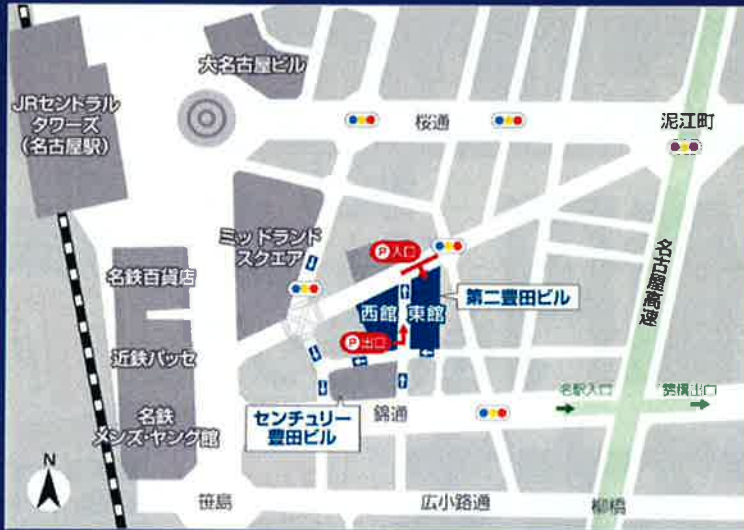 大名古屋ビル
JRセントラル
タワーズ
(名古屋駅)
桜通
泥江町
ミッドランド
スクエア
P入口
名鉄百貨店
第二豊田ビル
名古屋高速
西館
東館
近鉄パッセ
P出口
名駅入口
錦橋出口
名鉄
メンズ・ヤング館
センチュリー
豊田ビル
錦通
N
笹島
広小路通
柳橋